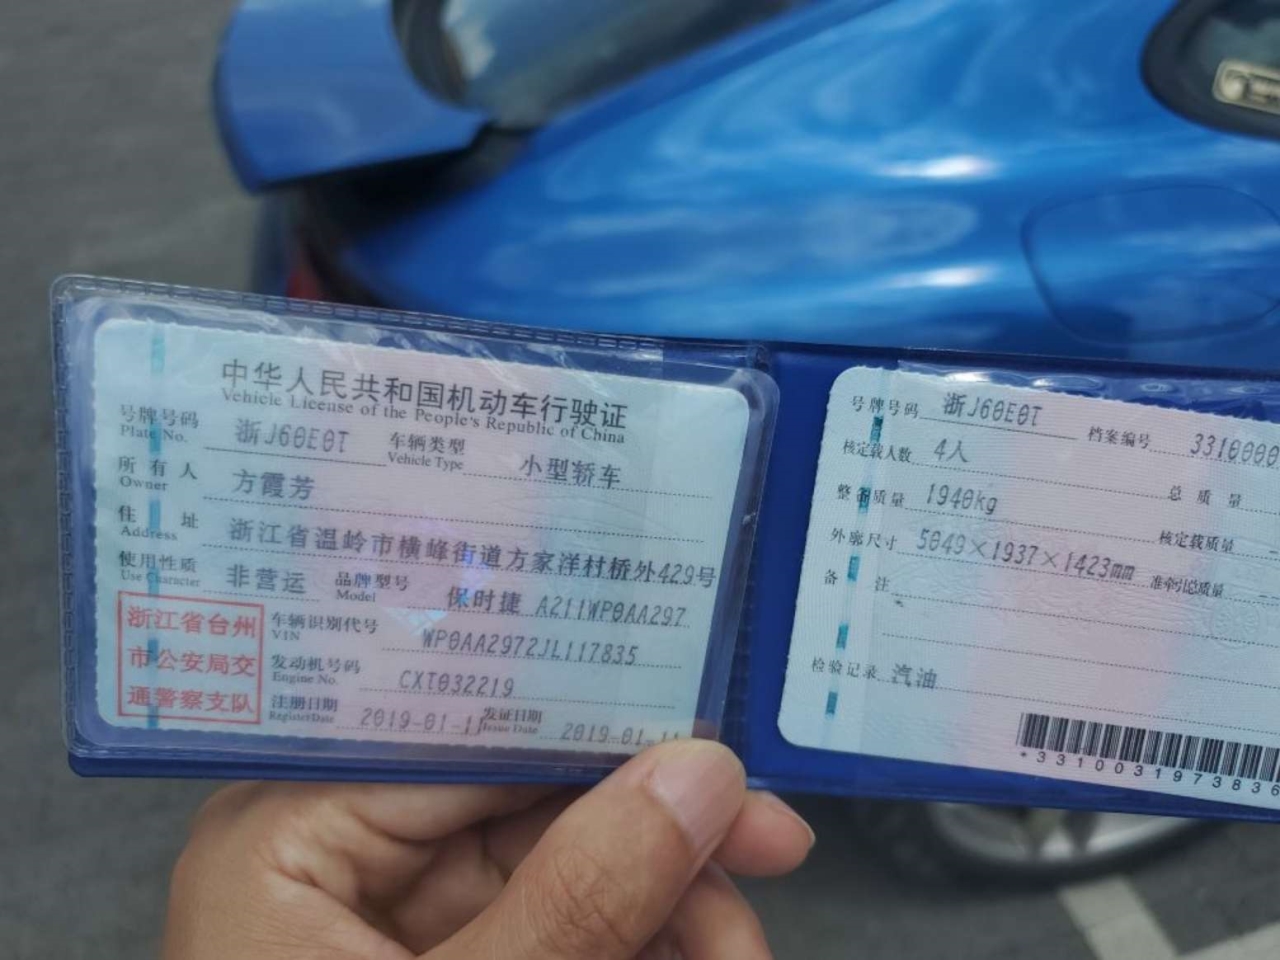 中华人民共和国机动车行驶证
Vehicle License of the People's Republic of China
号牌号码 浙J60E0T 车辆类型 小型轿车
Plate No. Vehicle Type
所有人 方霞芳
Owner
住址 浙江省温岭市横峰街道方家洋村桥外429号
Address
使用性质 非营运 品牌型号 保时捷 A211WP0AA297
Use Character Model
浙江省台州
市公安局交
通警察支队
车辆识别代号 WP0AA2972JL117835
VIN
发动机号码 CXT032219
Engine No.
注册日期 2019-01-11 发证日期 2019-01-11
Register Date Issue Date
号牌号码 浙J60E0T 档案编号 3310000
核定载人数 4人 总质量
整备质量 1940kg 核定载质量
外廓尺寸 5049×1937×1423mm 准牵引总质量
备注
检验记录 汽油
*3310031973836